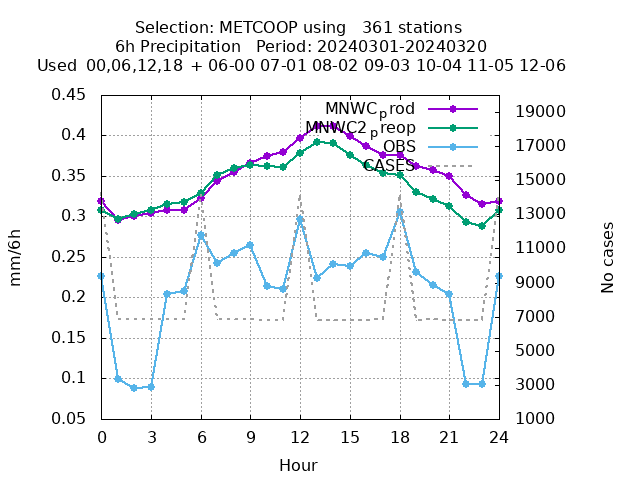 Selection: METCOOP using   361 stations
6h Precipitation   Period: 20240301-20240320
Used 00,06,12,18 + 06-00 07-01 08-02 09-03 10-04 11-05 12-06
MNWC_prod
MNWC2_preop
OBS
CASES
0.45
0.4
0.35
0.3
0.25
0.2
0.15
0.1
0.05
mm/6h
19000
17000
15000
13000
11000
9000
7000
5000
3000
1000
No cases
0 3 6 9 12 15 18 21 24
Hour